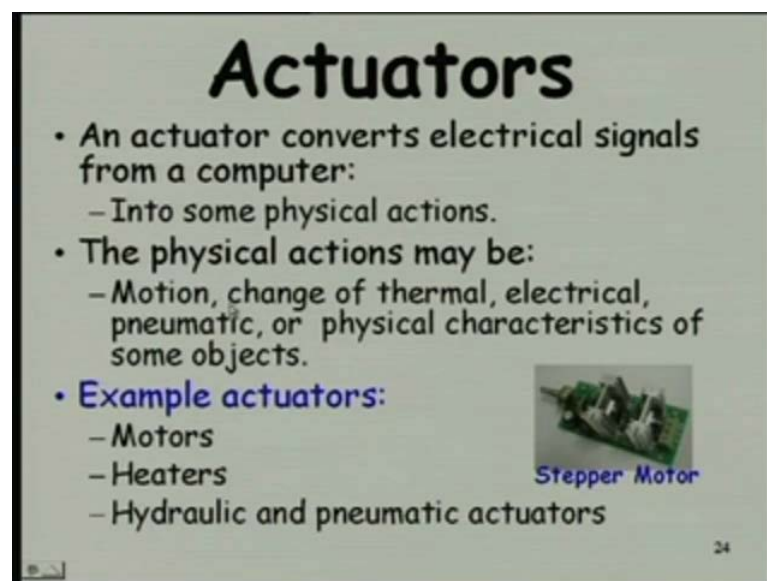 Actuators
• An actuator converts electrical signals
from a computer:
– Into some physical actions.
• The physical actions may be:
– Motion, change of thermal, electrical,
pneumatic, or physical characteristics of
some objects.
• Example actuators:
– Motors
– Heaters
Stepper Motor
– Hydraulic and pneumatic actuators
24